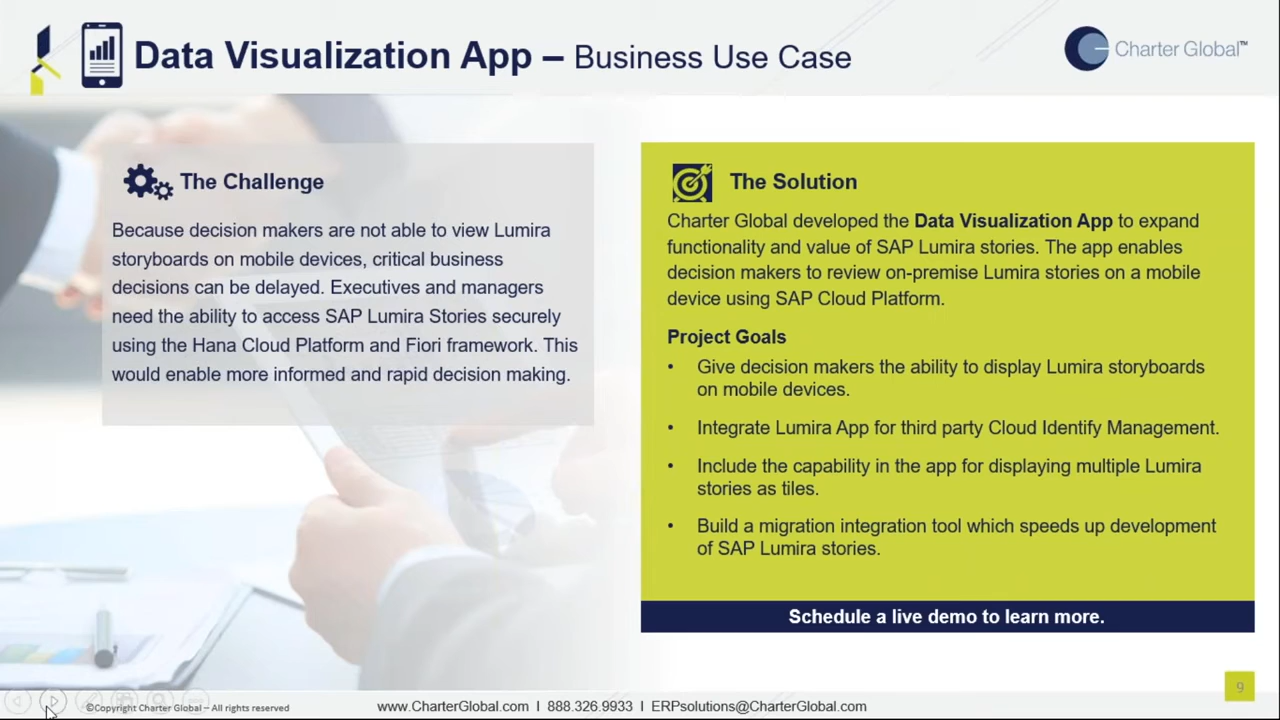 Data Visualization App – Business Use Case
Charter Global™
The Challenge
Because decision makers are not able to view Lumira
storyboards on mobile devices, critical business
decisions can be delayed. Executives and managers
need the ability to access SAP Lumira Stories securely
using the Hana Cloud Platform and Fiori framework. This
would enable more informed and rapid decision making.
The Solution
Charter Global developed the Data Visualization App to expand
functionality and value of SAP Lumira stories. The app enables
decision makers to review on-premise Lumira stories on a mobile
device using SAP Cloud Platform.
Project Goals
• Give decision makers the ability to display Lumira storyboards
on mobile devices.
• Integrate Lumira App for third party Cloud Identify Management.
• Include the capability in the app for displaying multiple Lumira
stories as tiles.
• Build a migration integration tool which speeds up development
of SAP Lumira stories.
Schedule a live demo to learn more.
9
©Copyright Charter Global – All rights reserved
www.CharterGlobal.com I 888.326.9933 I ERPsolutions@CharterGlobal.com